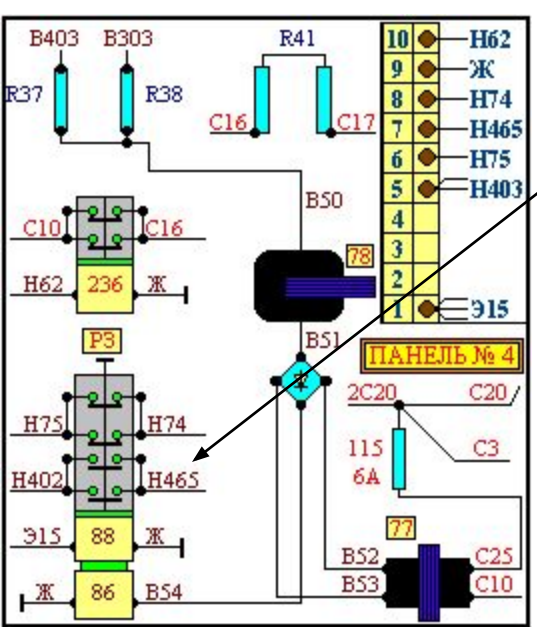 В403 В303 R41 10 Н62
9 Ж
R37 R38 8 Н74
С16 С17 7 Н465
6 Н75
5 Н403
В50 4
С10 С16 3
78
Н62 236 Ж 2
1 Э15
РЗ В51
ПАНЕЛЬ № 4
2С20 С20
Н75 Н74
115 С3
6А
Н402 Н465
77
Э15 88 Ж
В52 С25
Ж 86 В54 В53 С10